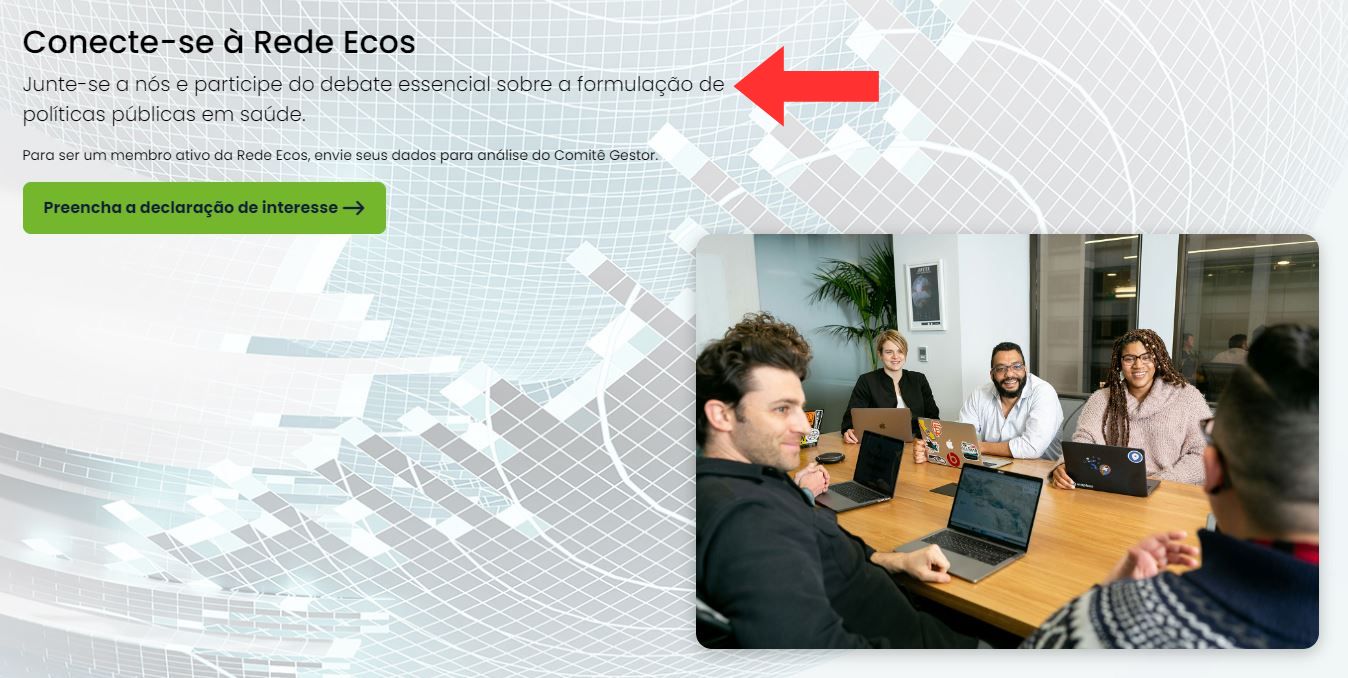 Conecte-se à Rede Ecos
Junte-se a nós e participe do debate essencial sobre a formulação de
políticas públicas em saúde.
Para ser um membro ativo da Rede Ecos, envie seus dados para análise do Comitê Gestor.
Preencha a declaração de interesse →